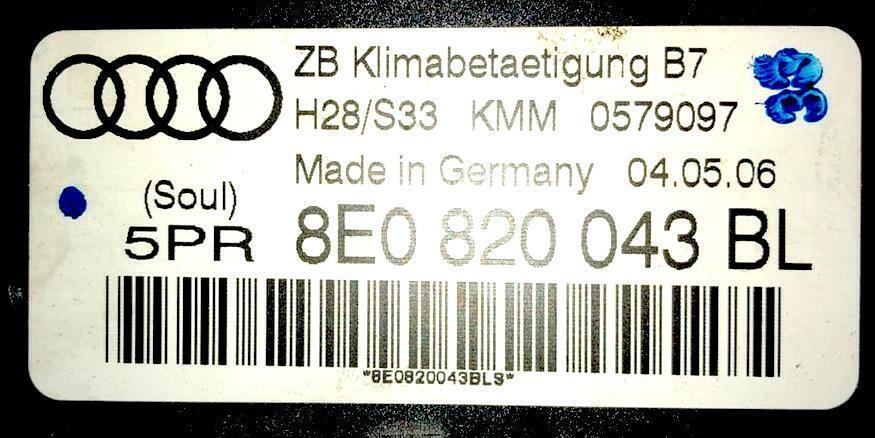 ZB Klimabetaetigung B7
H28/S33 KMM 0579097
Made in Germany 04.05.06
(Soul)
5PR 8E0 820 043 BL
*8E0820043BLS*